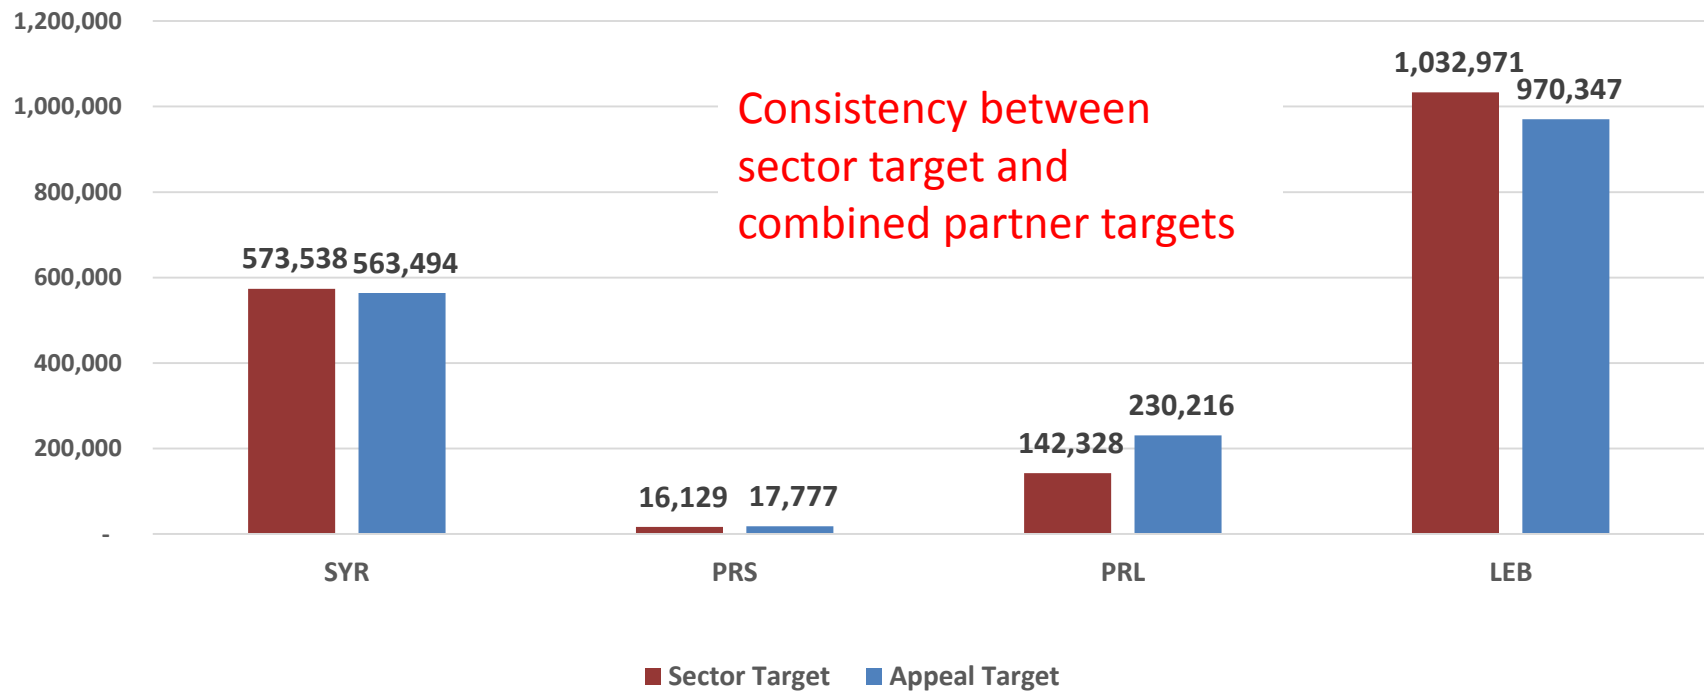 1,200,000
1,000,000
800,000
600,000
400,000
200,000
-
Consistency between
sector target and
combined partner targets
573,538 563,494
16,129 17,777
142,328 230,216
1,032,971 970,347
SYR PRS PRL LEB
Sector Target Appeal Target